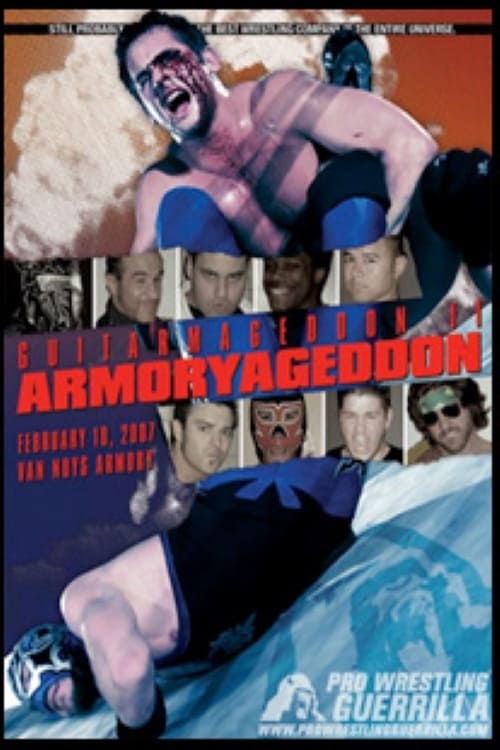 STILL PROBABLY THE BEST WRESTLING COMPANY IN THE ENTIRE UNIVERSE.
GUITARMAGEDDON II
ARMORYAGEDDON
FEBRUARY 18, 2007
VAN NUYS ARMORY
PRO WRESTLING
GUERRILLA
WWW.PROWRESTLINGGUERRILLA.COM